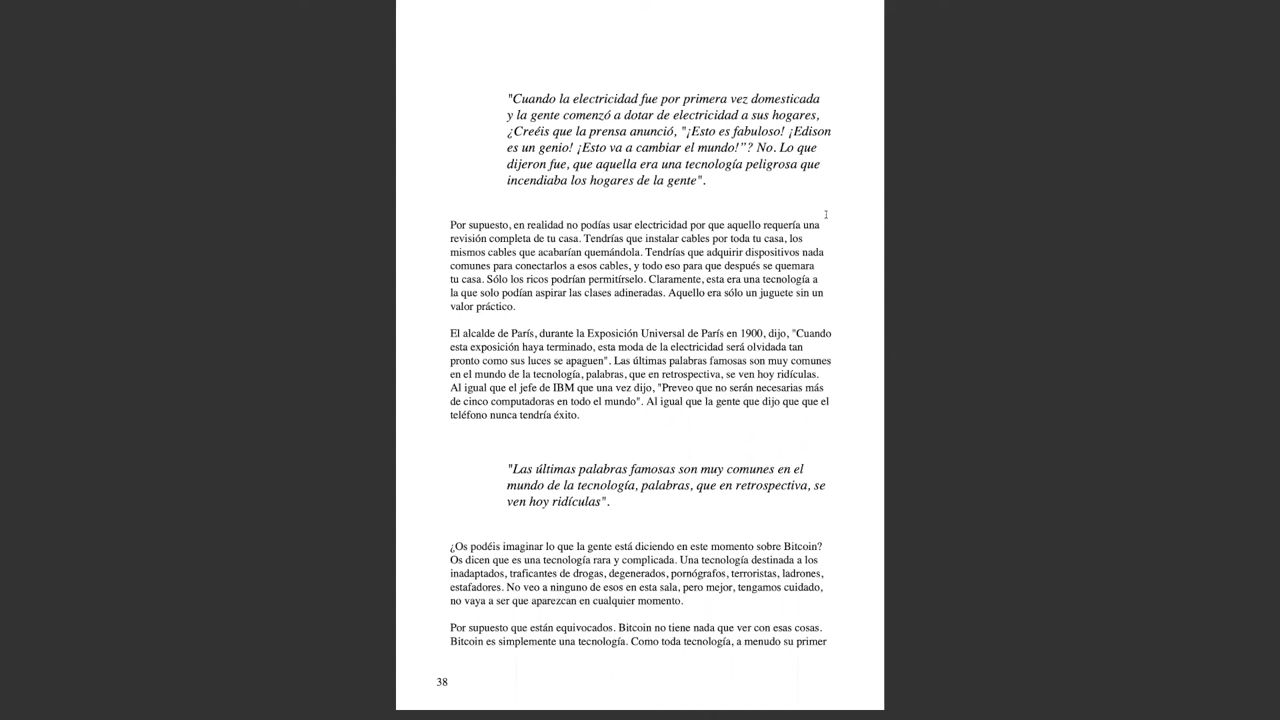 "Cuando la electricidad fue por primera vez domesticada
y la gente comenzó a dotar de electricidad a sus hogares,
¿Creéis que la prensa anunció, "¡Esto es fabuloso! ¡Edison
es un genio! ¡Esto va a cambiar el mundo!”? No. Lo que
dijeron fue, que aquella era una tecnología peligrosa que
incendiaba los hogares de la gente".
Por supuesto, en realidad no podías usar electricidad por que aquello requería una
revisión completa de tu casa. Tendrías que instalar cables por toda tu casa, los
mismos cables que acabarían quemándola. Tendrías que adquirir dispositivos nada
comunes para conectarlos a esos cables, y todo eso para que después se quemara
tu casa. Sólo los ricos podrían permitírselo. Claramente, esta era una tecnología a
la que solo podían aspirar las clases adineradas. Aquello era sólo un juguete sin un
valor práctico.
El alcalde de París, durante la Exposición Universal de París en 1900, dijo, "Cuando
esta exposición haya terminado, esta moda de la electricidad será olvidada tan
pronto como sus luces se apaguen". Las últimas palabras famosas son muy comunes
en el mundo de la tecnología, palabras, que en retrospectiva, se ven hoy ridículas.
Al igual que el jefe de IBM que una vez dijo, "Preveo que no serán necesarias más
de cinco computadoras en todo el mundo". Al igual que la gente que dijo que que el
teléfono nunca tendría éxito.
"Las últimas palabras famosas son muy comunes en el
mundo de la tecnología, palabras, que en retrospectiva, se
ven hoy ridículas".
¿Os podéis imaginar lo que la gente está diciendo en este momento sobre Bitcoin?
Os dicen que es una tecnología rara y complicada. Una tecnología destinada a los
inadaptados, traficantes de drogas, degenerados, pornógrafos, terroristas, ladrones,
estafadores. No veo a ninguno de esos en esta sala, pero mejor, tengamos cuidado,
no vaya a ser que aparezcan en cualquier momento.
Por supuesto que están equivocados. Bitcoin no tiene nada que ver con esas cosas.
Bitcoin es simplemente una tecnología. Como toda tecnología, a menudo su primer
38